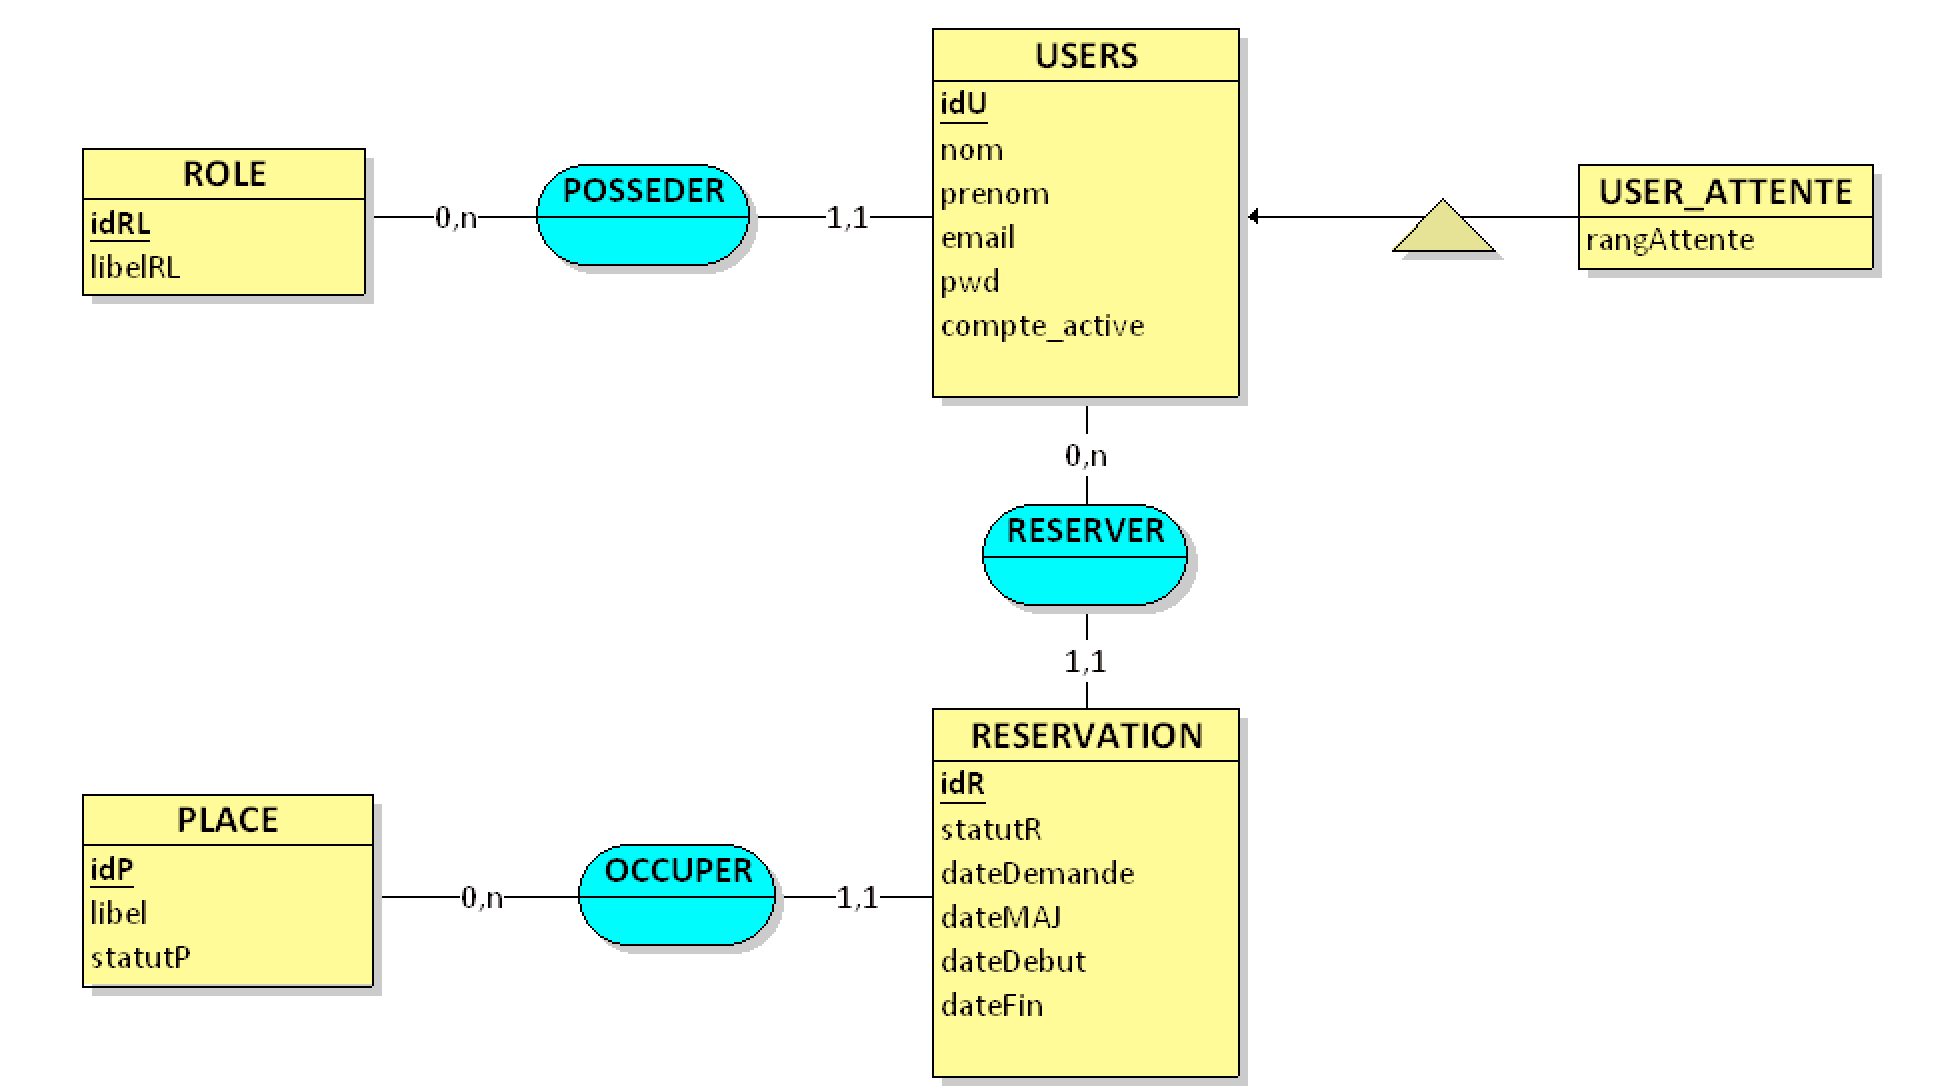 USERS
idU
nom
prenom
email
pwd
compte_active
ROLE
idRL
libelRL
0,n
POSSEDER
1,1
USER_ATTENTE
rangAttente
0,n
RESERVER
1,1
RESERVATION
idR
statutR
dateDemande
dateMAJ
dateDebut
dateFin
PLACE
idP
libel
statutP
0,n
OCCUPER
1,1